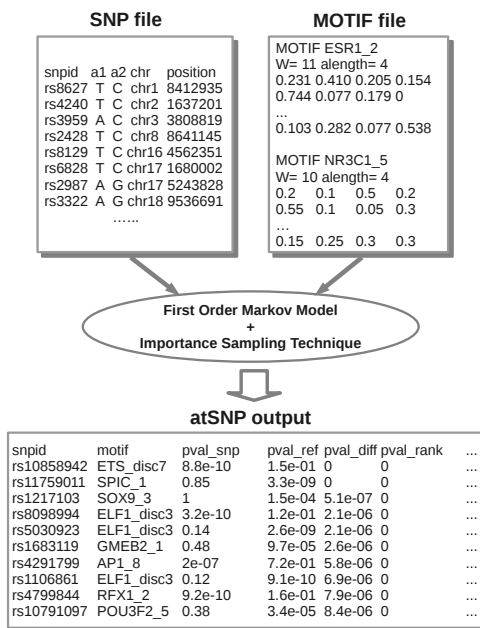 SNP file
snpid a1 a2 chr position
rs8627 T C chr1 8412935
rs4240 T C chr2 1637201
rs3959 A C chr3 3808819
rs2428 T C chr8 8641145
rs8129 T C chr16 4562351
rs6828 T C chr17 1680002
rs2987 A G chr17 5243828
rs3322 A G chr18 9536691
......
MOTIF file
MOTIF ESR1_2
W= 11 alength= 4
0.231 0.410 0.205 0.154
0.744 0.077 0.179 0
...
0.103 0.282 0.077 0.538
MOTIF NR3C1_5
W= 10 alength= 4
0.2 0.1 0.5 0.2
0.55 0.1 0.05 0.3
...
0.15 0.25 0.3 0.3
First Order Markov Model
+
Importance Sampling Technique
atSNP output
snpid motif pval_snp pval_ref pval_diff pval_rank ...
rs10858942 ETS_disc7 8.8e-10 1.5e-01 0 0 ...
rs11759011 SPIC_1 0.85 3.3e-09 0 0 ...
rs1217103 SOX9_3 1 1.5e-04 5.1e-07 0 ...
rs8098994 ELF1_disc3 3.2e-10 1.2e-01 2.1e-06 0 ...
rs5030923 ELF1_disc3 0.14 2.6e-09 2.1e-06 0 ...
rs1683119 GMEB2_1 0.48 9.7e-05 2.6e-06 0 ...
rs4291799 AP1_8 2e-07 7.2e-01 5.8e-06 0 ...
rs1106861 ELF1_disc3 0.12 9.1e-10 6.9e-06 0 ...
rs4799844 RFX1_2 9.2e-10 1.6e-01 7.9e-06 0 ...
rs10791097 POU3F2_5 0.38 3.4e-05 8.4e-06 0 ...